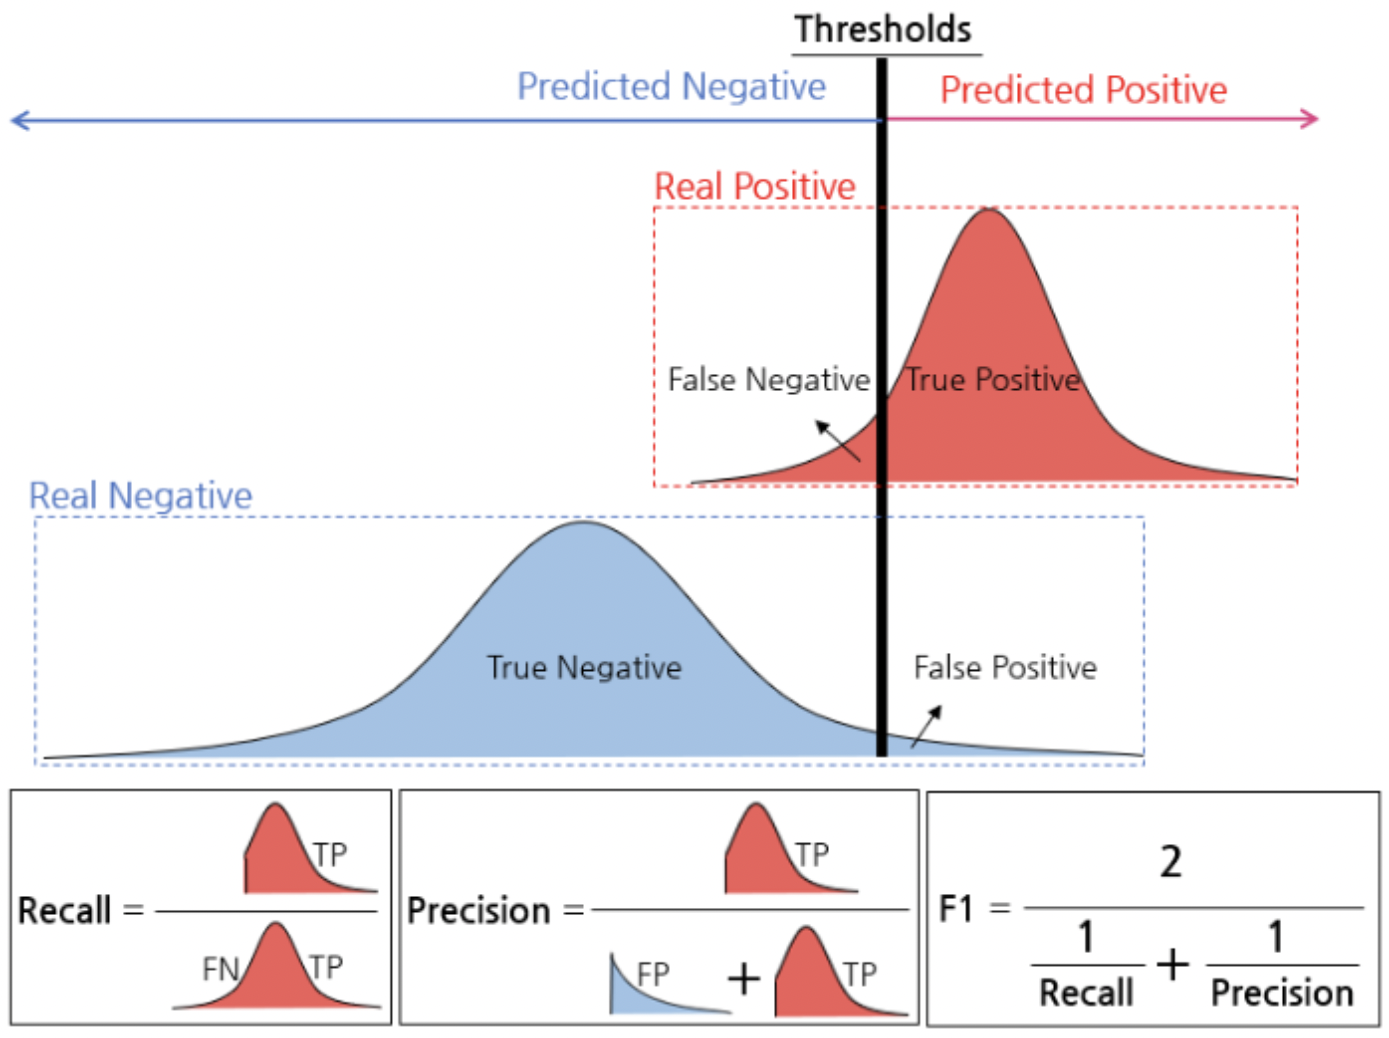 Thresholds
Predicted Negative
Predicted Positive
Real Positive
False Negative
True Positive
Real Negative
True Negative
False Positive
Recall =
TP
FN
TP
Precision =
TP
FP
+
TP
F1 =
2
1
Recall
+
1
Precision